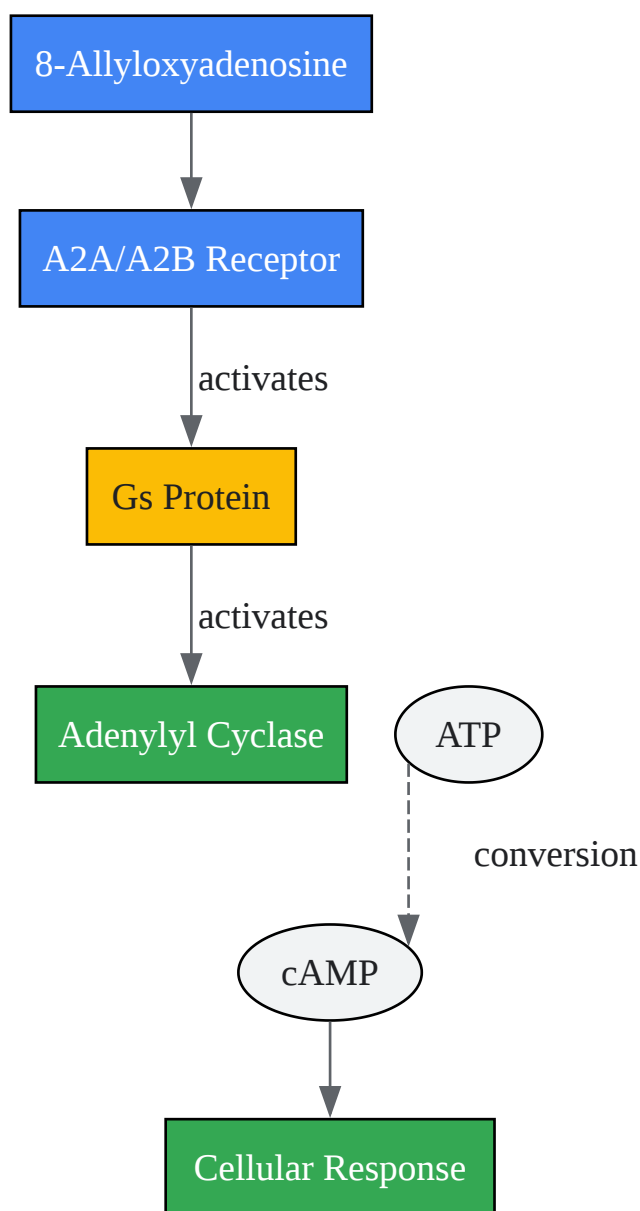 8-Allyloxyadenosine
A2A/A2B Receptor
activates
Gs Protein
activates
Adenylyl Cyclase
ATP
conversion
cAMP
Cellular Response